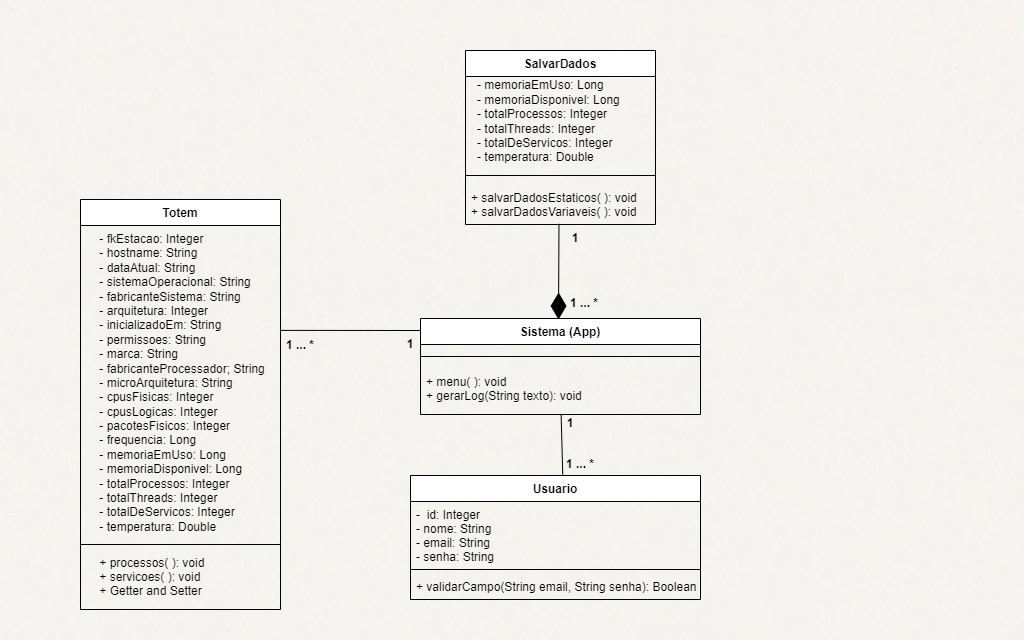 SalvarDados
- memoriaEmUso: Long
- memoriaDisponivel: Long
- totalProcessos: Integer
- totalThreads: Integer
- totalDeServicos: Integer
- temperatura: Double
+ salvarDadosEstaticos( ): void
+ salvarDadosVariaveis( ): void
1
1 ... *
Totem
- fkEstacao: Integer
- hostname: String
- dataAtual: String
- sistemaOperacional: String
- fabricanteSistema: String
- arquitetura: Integer
- inicializadoEm: String
- permissoes: String
- marca: String
- fabricanteProcessador; String
- microArquitetura: String
- cpusFisicas: Integer
- cpusLogicas: Integer
- pacotesFisicos: Integer
- frequencia: Long
- memoriaEmUso: Long
- memoriaDisponivel: Long
- totalProcessos: Integer
- totalThreads: Integer
- totalDeServicos: Integer
- temperatura: Double
+ processos( ): void
+ servicoes( ): void
+ Getter and Setter
1 ... *
1
Sistema (App)
+ menu( ): void
+ gerarLog(String texto): void
1
1 ... *
Usuario
- id: Integer
- nome: String
- email: String
- senha: String
+ validarCampo(String email, String senha): Boolean